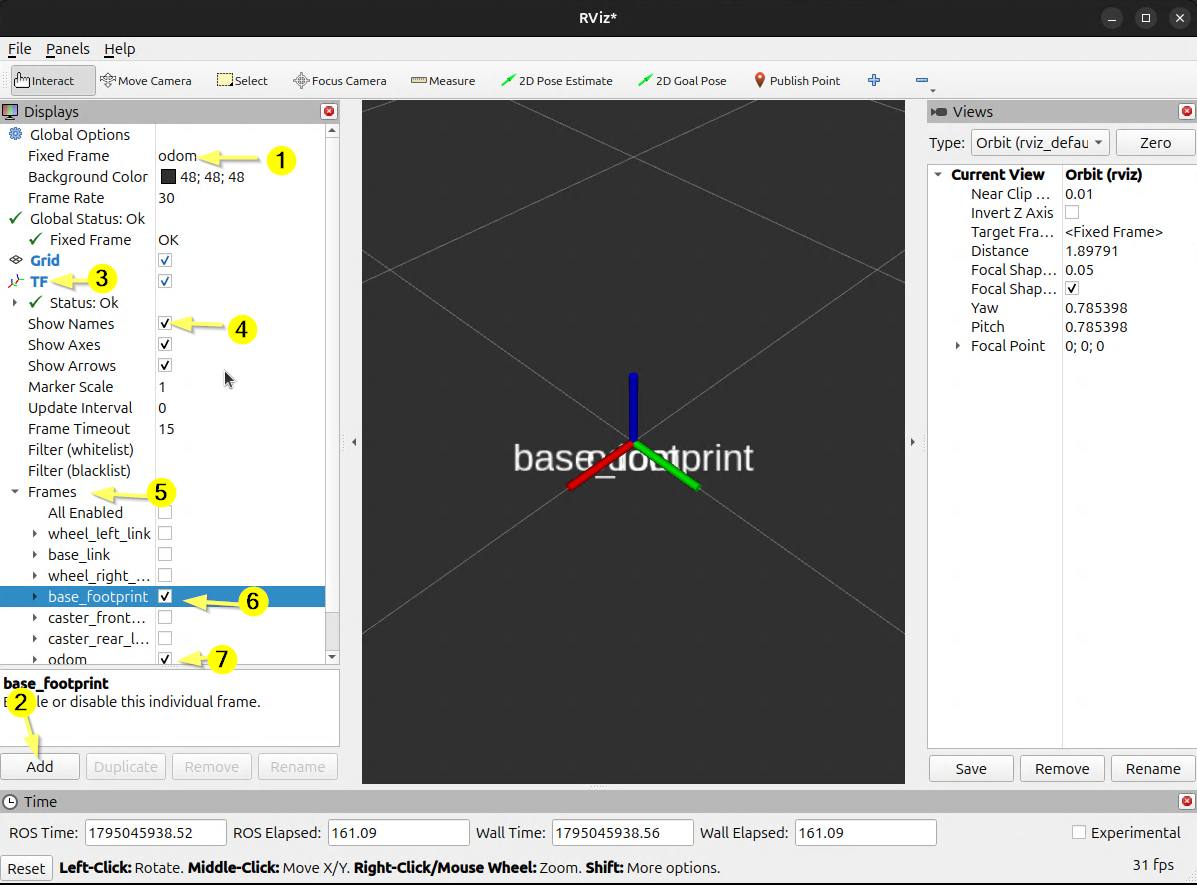 RViz*
File Panels Help
Interact Move Camera Select Focus Camera Measure 2D Pose Estimate 2D Goal Pose Publish Point
Displays
Global Options
Fixed Frame odom 1
Background Color 48; 48; 48
Frame Rate 30
Global Status: Ok
Fixed Frame OK
Grid
TF 3
Status: Ok
Show Names 4
Show Axes
Show Arrows
Marker Scale 1
Update Interval 0
Frame Timeout 15
Filter (whitelist)
Filter (blacklist)
Frames 5
All Enabled
wheel_left_link
base_link
wheel_right_...
base_footprint 6
caster_front...
caster_rear_l...
odom 7
base_footprint
2 le or disable this individual frame.
Add Duplicate Remove Rename
base_footprint
odom
Views
Type: Orbit (rviz_defau Zero
Current View Orbit (rviz)
Near Clip ... 0.01
Invert Z Axis
Target Fra... <Fixed Frame>
Distance 1.89791
Focal Shap... 0.05
Focal Shap...
Yaw 0.785398
Pitch 0.785398
Focal Point 0; 0; 0
Save Remove Rename
Time
ROS Time: 1795045938.52 ROS Elapsed: 161.09 Wall Time: 1795045938.56 Wall Elapsed: 161.09 Experimental
Reset Left-Click: Rotate. Middle-Click: Move X/Y. Right-Click/Mouse Wheel: Zoom. Shift: More options. 31 fps